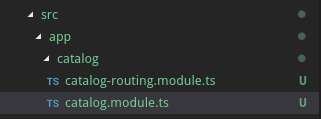 src
app
catalog
TS catalog-routing.module.ts U
TS catalog.module.ts U